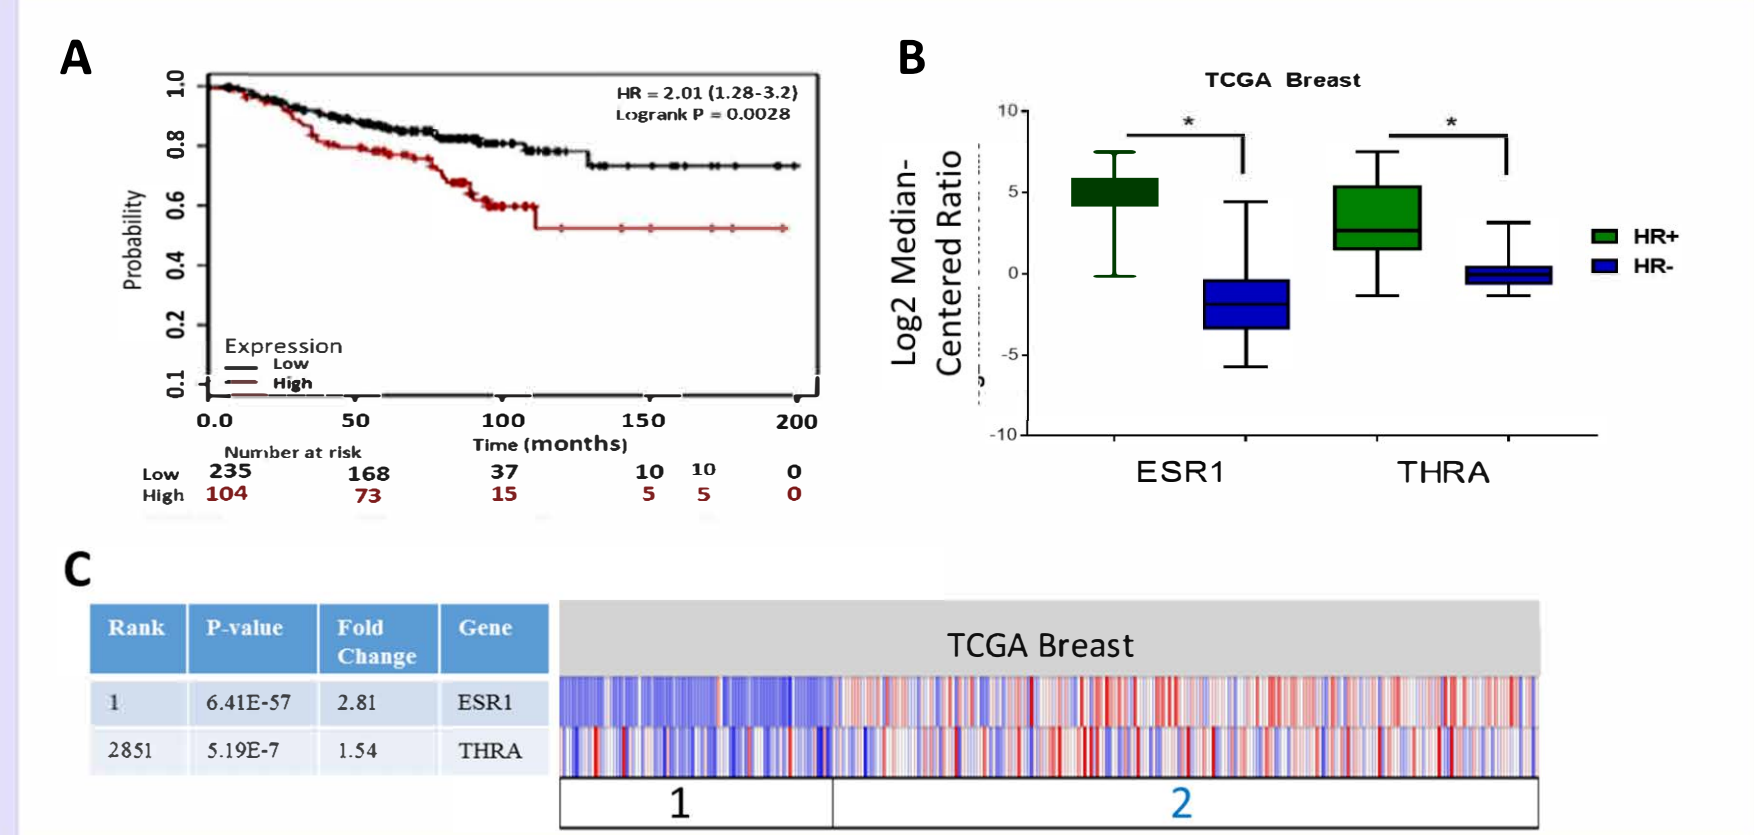 A
1.0
0.8
0.6
0.4
0.2
0.1
Probability
HR = 2.01 (1.28-3.2)
Logrank P = 0.0028
Expression
Low
High
0.0 50 100 150 200
Time (months)
Number at risk
Low 235 168 37 10 10 0
High 104 73 15 5 5 0
B
TCGA Breast
Log2 Median-
Centered Ratio
10
5
0
-5
-10
*
*
HR+
HR-
ESR1 THRA
C
Rank P-value Fold Change Gene
1 6.41E-57 2.81 ESR1
2851 5.19E-7 1.54 THRA
TCGA Breast
1 2